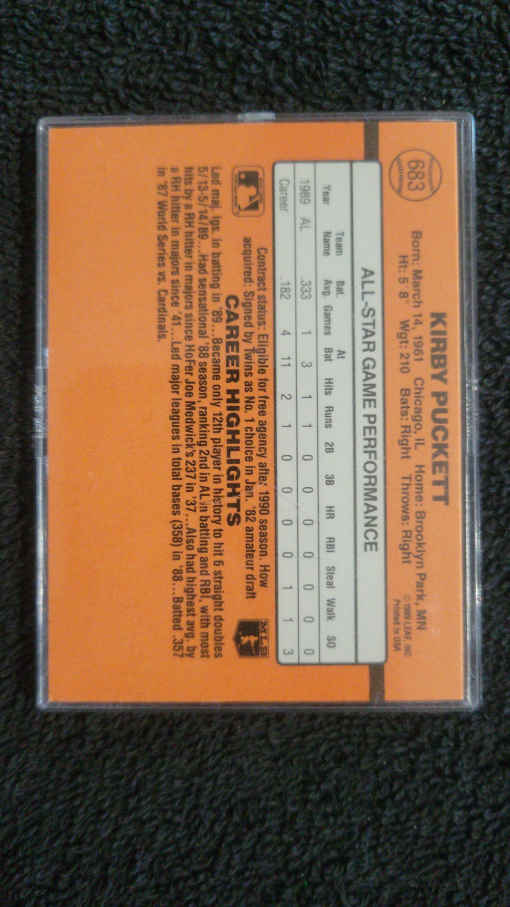 683
KIRBY PUCKETT
Born: March 14, 1961 Chicago, IL Home: Brooklyn Park, MN
Ht: 5' 8" Wgt: 210 Bats: Right Throws: Right
© 1989 LEAF, INC.
Printed in USA
ALL-STAR GAME PERFORMANCE
Year Team Name Bat. Avg. Games At Bat Hits Runs 2B 3B HR RBI Steal Walk SO
1989 AL .333 1 3 1 1 0 0 0 0 0 0 0
Career .182 4 11 2 1 0 0 0 0 1 1 3
Contract status: Eligible for free agency after 1990 season. How
acquired: Signed by twins as No. 1 choice in Jan. '82 amateur draft
CAREER HIGHLIGHTS
MLB
Led maj. lgs. in batting in '89...Became only 12th player in history to hit 6 straight doubles
5/13-5/14/89...Had sensational '88 season, ranking 2nd in AL in batting and RBI, with most
hits by a RH hitter in majors since HoFer Joe Medwick's 237 in '37...Also had highest avg. by
a RH hitter in majors since '41...Led major leagues in total bases (358) in '88...Batted .357
in '87 World Series vs. Cardinals.